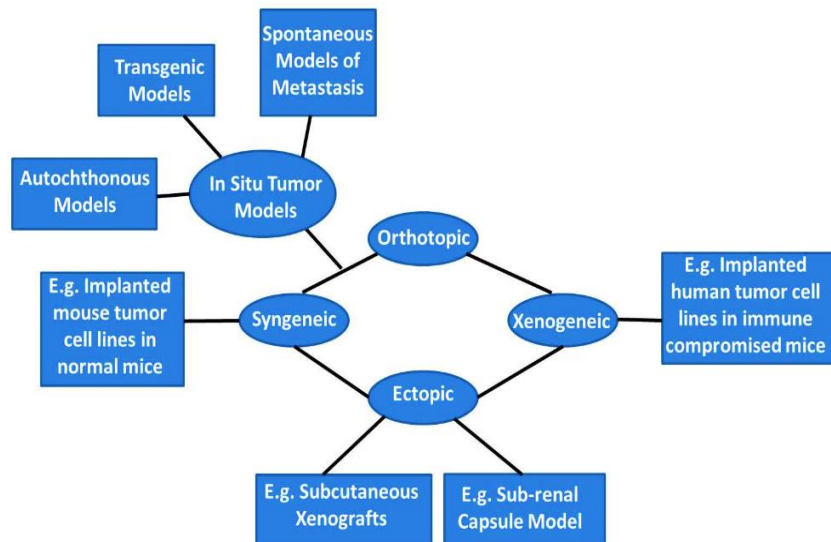 Spontaneous
Models of
Metastasis
Transgenic
Models
Autochthonous
Models
In Situ Tumor
Models
Orthotopic
E.g. Implanted
mouse tumor
cell lines in
normal mice
Syngeneic
Xenogeneic
E.g. Implanted
human tumor cell
lines in immune
compromised mice
Ectopic
E.g. Subcutaneous
Xenografts
E.g. Sub-renal
Capsule Model